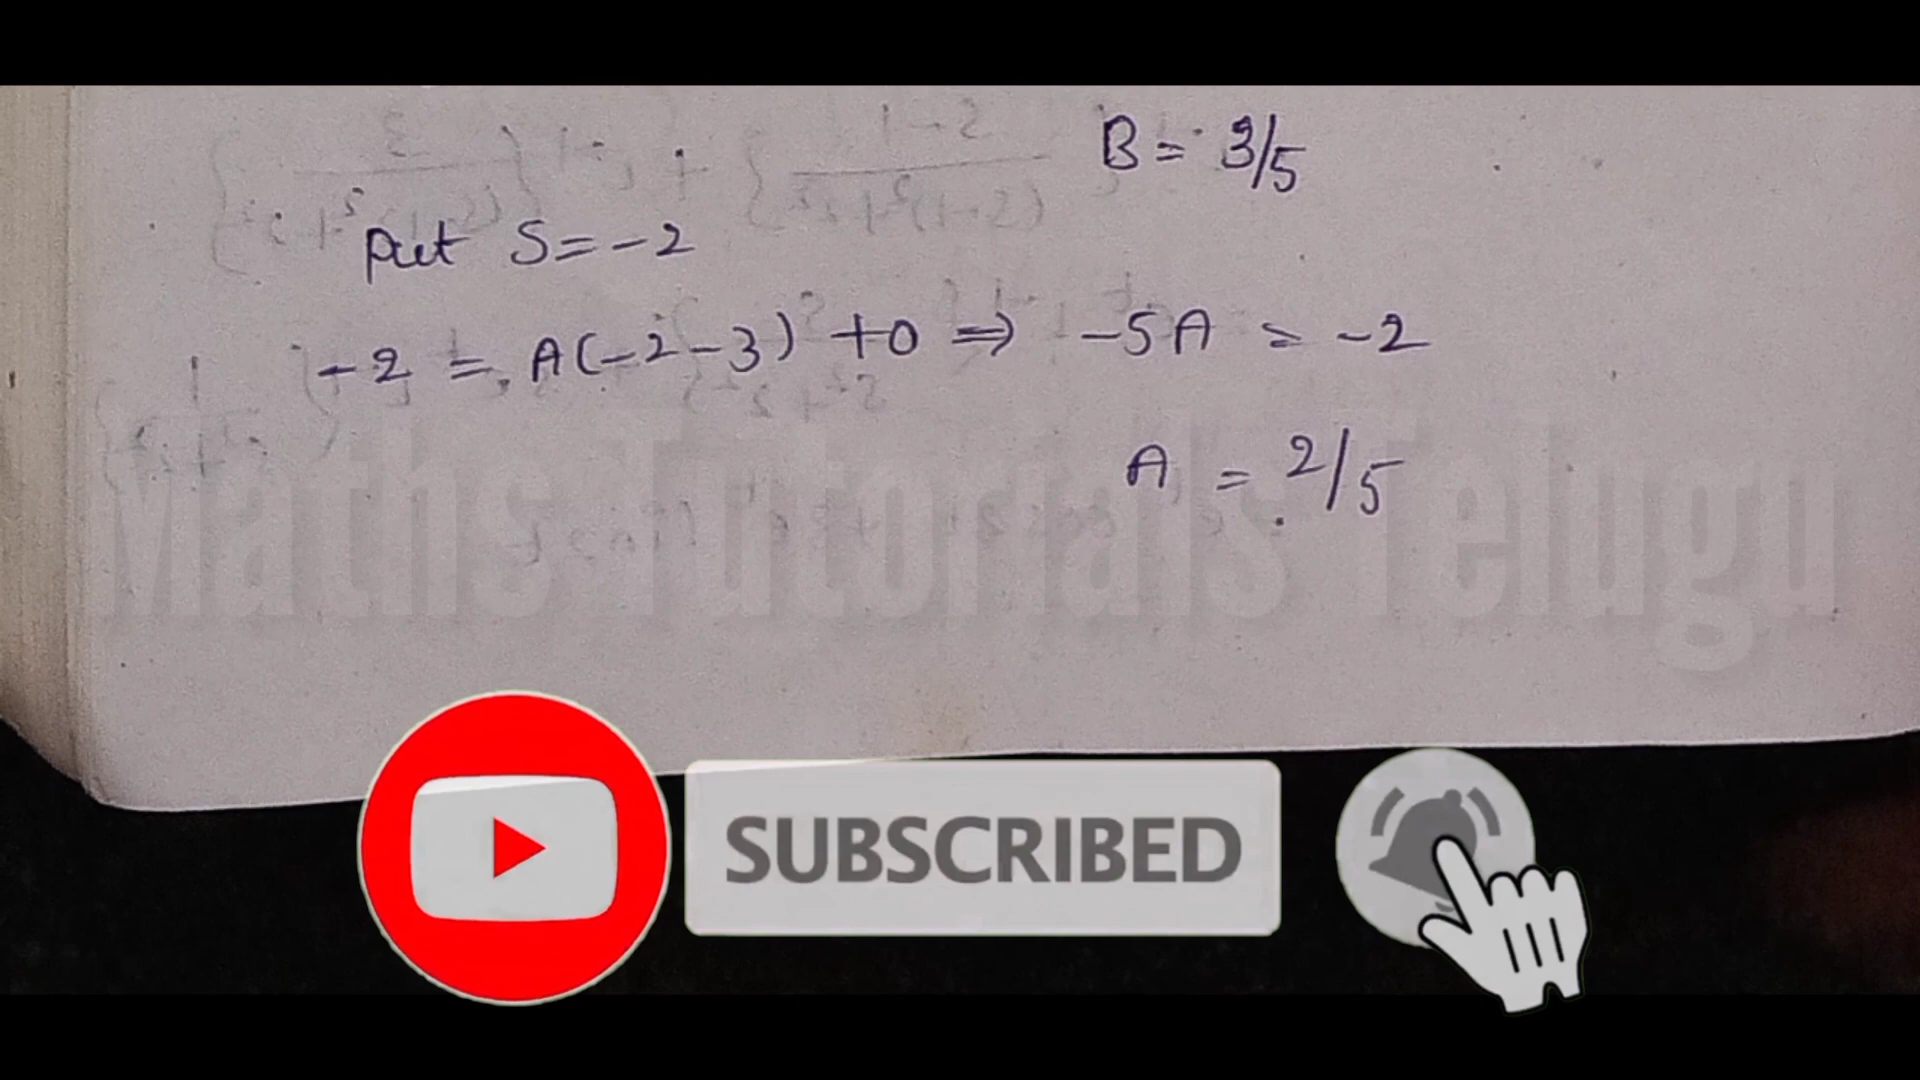 B = 3/5
Put S = -2
-2 = A(-2-3) + 0 ⇒ -5A = -2
A = 2/5
Maths Tutorials Telugu
SUBSCRIBED